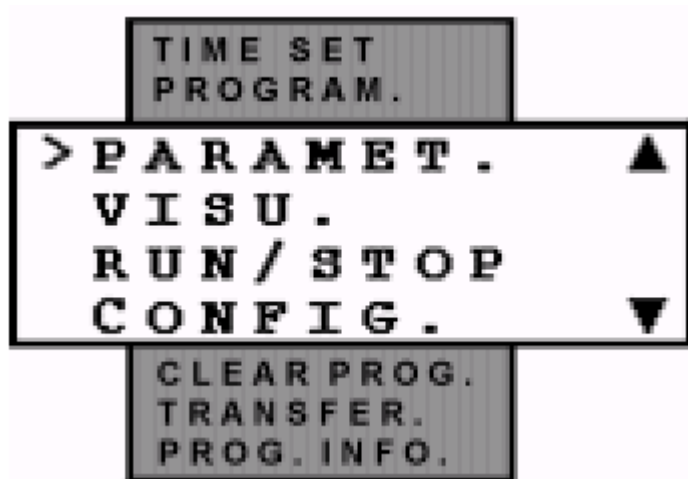 TIME SET
PROGRAM.
>PARAMET. ▲
VISU.
RUN/STOP
CONFIG. ▼
CLEAR PROG.
TRANSFER.
PROG. INFO.